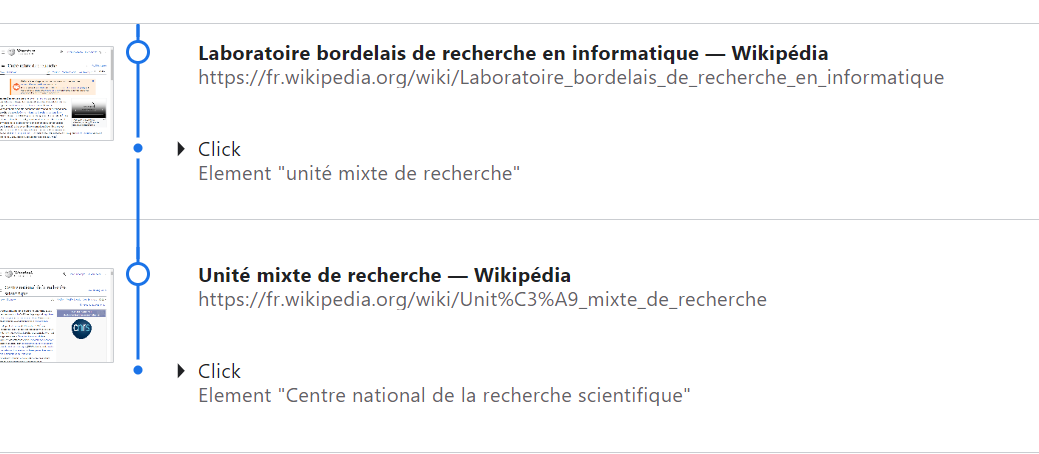 Laboratoire bordelais de recherche en informatique — Wikipédia
https://fr.wikipedia.org/wiki/Laboratoire_bordelais_de_recherche_en_informatique
Click
Element "unité mixte de recherche"
Unité mixte de recherche — Wikipédia
https://fr.wikipedia.org/wiki/Unit%C3%A9_mixte_de_recherche
Click
Element "Centre national de la recherche scientifique"